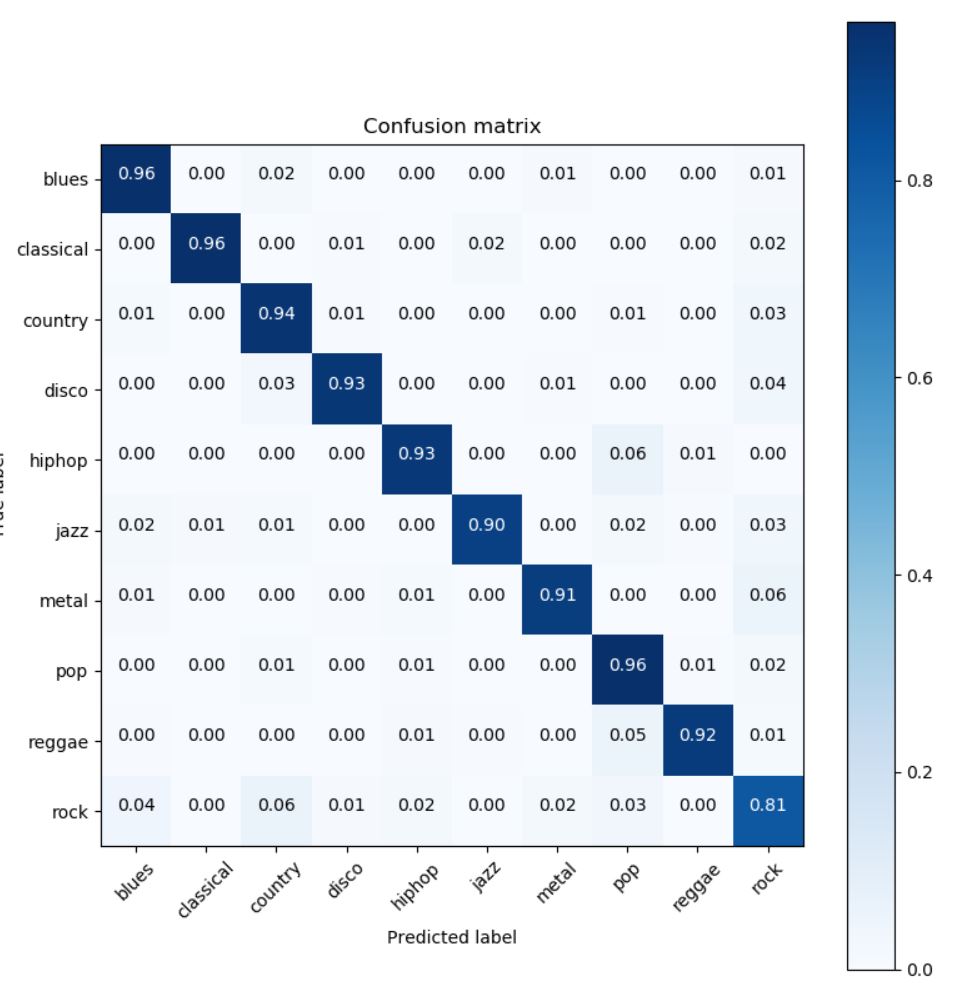 Confusion matrix
blues 0.96 0.00 0.02 0.00 0.00 0.00 0.01 0.00 0.00 0.01
classical 0.00 0.96 0.00 0.01 0.00 0.02 0.00 0.00 0.00 0.02
country 0.01 0.00 0.94 0.01 0.00 0.00 0.00 0.01 0.00 0.03
disco 0.00 0.00 0.03 0.93 0.00 0.00 0.01 0.00 0.00 0.04
hiphop 0.00 0.00 0.00 0.00 0.93 0.00 0.00 0.06 0.01 0.00
jazz 0.02 0.01 0.01 0.00 0.00 0.90 0.00 0.02 0.00 0.03
metal 0.01 0.00 0.00 0.00 0.01 0.00 0.91 0.00 0.00 0.06
pop 0.00 0.00 0.01 0.00 0.01 0.00 0.00 0.96 0.01 0.02
reggae 0.00 0.00 0.00 0.00 0.01 0.00 0.00 0.05 0.92 0.01
rock 0.04 0.00 0.06 0.01 0.02 0.00 0.02 0.03 0.00 0.81
blues classical country disco hiphop jazz metal pop reggae rock
Predicted label
0.8
0.6
0.4
0.2
0.0